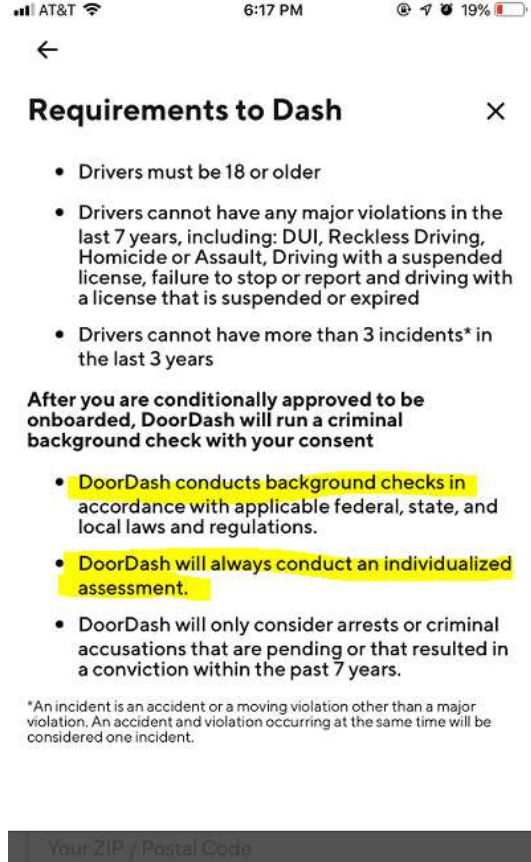 AT&T 6:17 PM 19%
Requirements to Dash
• Drivers must be 18 or older
• Drivers cannot have any major violations in the
last 7 years, including: DUI, Reckless Driving,
Homicide or Assault, Driving with a suspended
license, failure to stop or report and driving with
a license that is suspended or expired
• Drivers cannot have more than 3 incidents* in
the last 3 years
After you are conditionally approved to be
onboarded, DoorDash will run a criminal
background check with your consent
• DoorDash conducts background checks in
accordance with applicable federal, state, and
local laws and regulations.
• DoorDash will always conduct an individualized
assessment.
• DoorDash will only consider arrests or criminal
accusations that are pending or that resulted in
a conviction within the past 7 years.
*An incident is an accident or a moving violation other than a major
violation. An accident and violation occurring at the same time will be
considered one incident.
Your ZIP / Postal Code